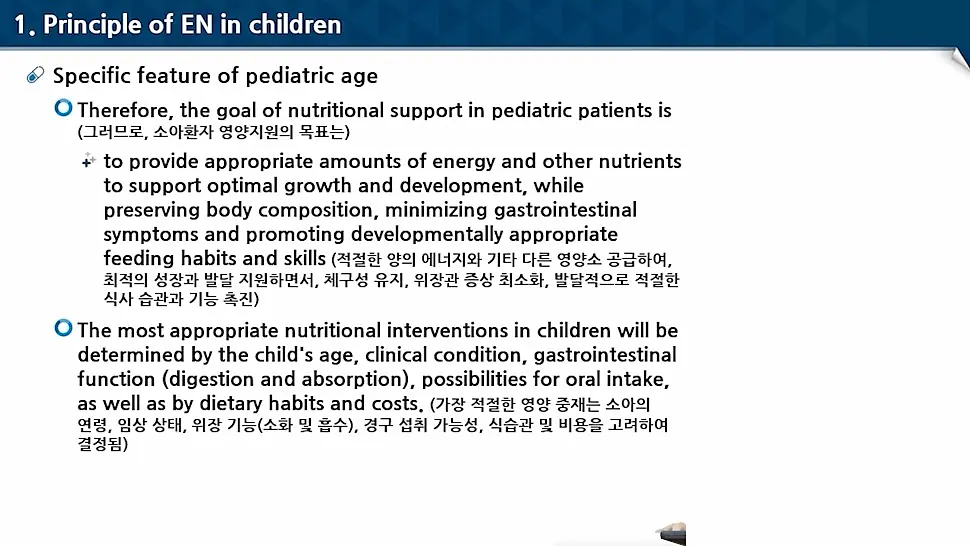 1. Principle of EN in children
Specific feature of pediatric age
Therefore, the goal of nutritional support in pediatric patients is
(그러므로, 소아환자 영양지원의 목표는)
to provide appropriate amounts of energy and other nutrients
to support optimal growth and development, while
preserving body composition, minimizing gastrointestinal
symptoms and promoting developmentally appropriate
feeding habits and skills (적절한 양의 에너지와 기타 다른 영양소 공급하여,
최적의 성장과 발달 지원하면서, 체구성 유지, 위장관 증상 최소화, 발달적으로 적절한
식사 습관과 기능 촉진)
The most appropriate nutritional interventions in children will be
determined by the child's age, clinical condition, gastrointestinal
function (digestion and absorption), possibilities for oral intake,
as well as by dietary habits and costs. (가장 적절한 영양 중재는 소아의
연령, 임상 상태, 위장 기능(소화 및 흡수), 경구 섭취 가능성, 식습관 및 비용을 고려하여
결정됨)